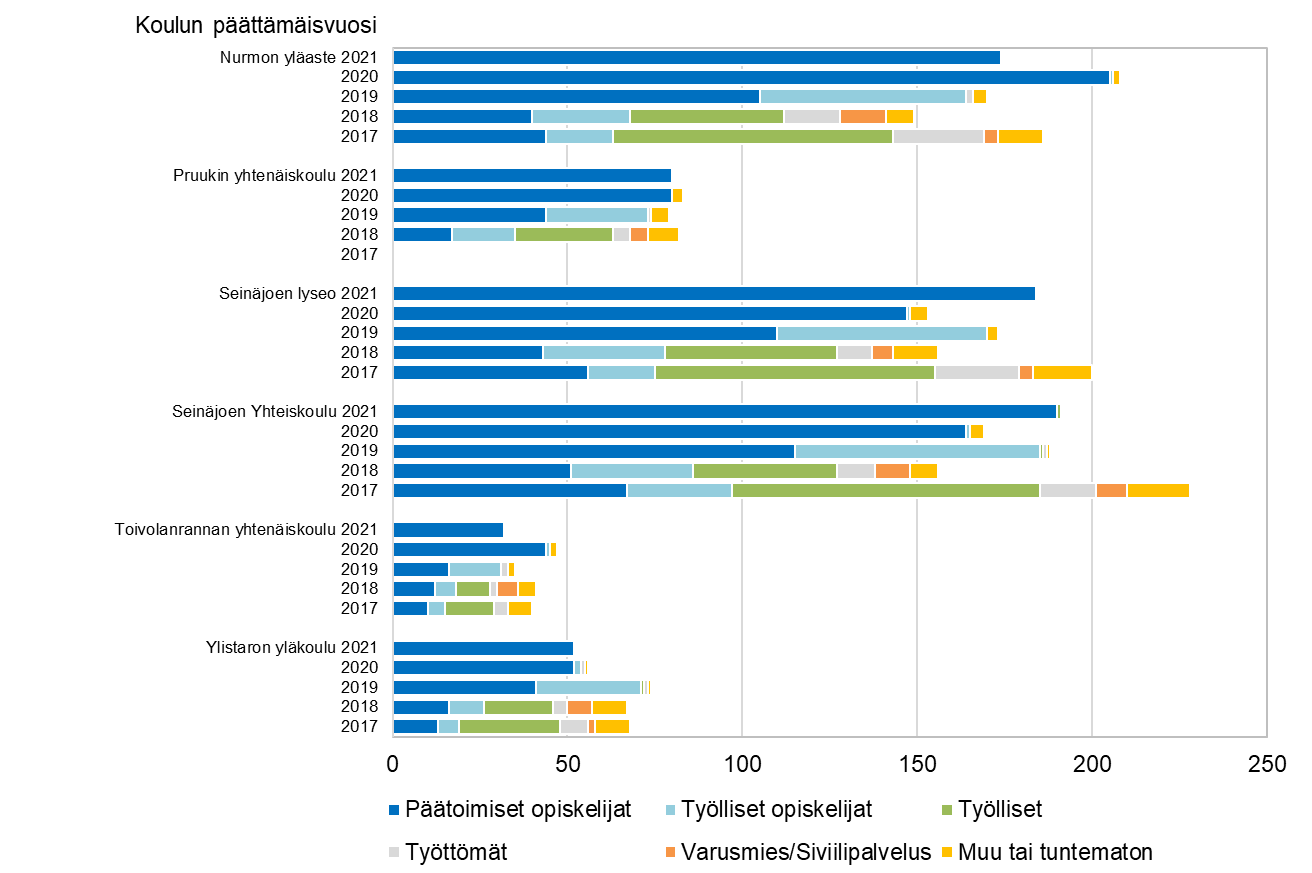 Koulun päättämäisvuosi
Nurmon yläaste 2021
2020
2019
2018
2017
Pruukin yhtenäiskoulu 2021
2020
2019
2018
2017
Seinäjoen lyseo 2021
2020
2019
2018
2017
Seinäjoen Yhteiskoulu 2021
2020
2019
2018
2017
Toivolanrannan yhtenäiskoulu 2021
2020
2019
2018
2017
Ylistaron yläkoulu 2021
2020
2019
2018
2017
0 50 100 150 200 250
Päätoimiset opiskelijat Työlliset opiskelijat Työlliset
Työttömät Varusmies/Siviilipalvelus Muu tai tuntematon